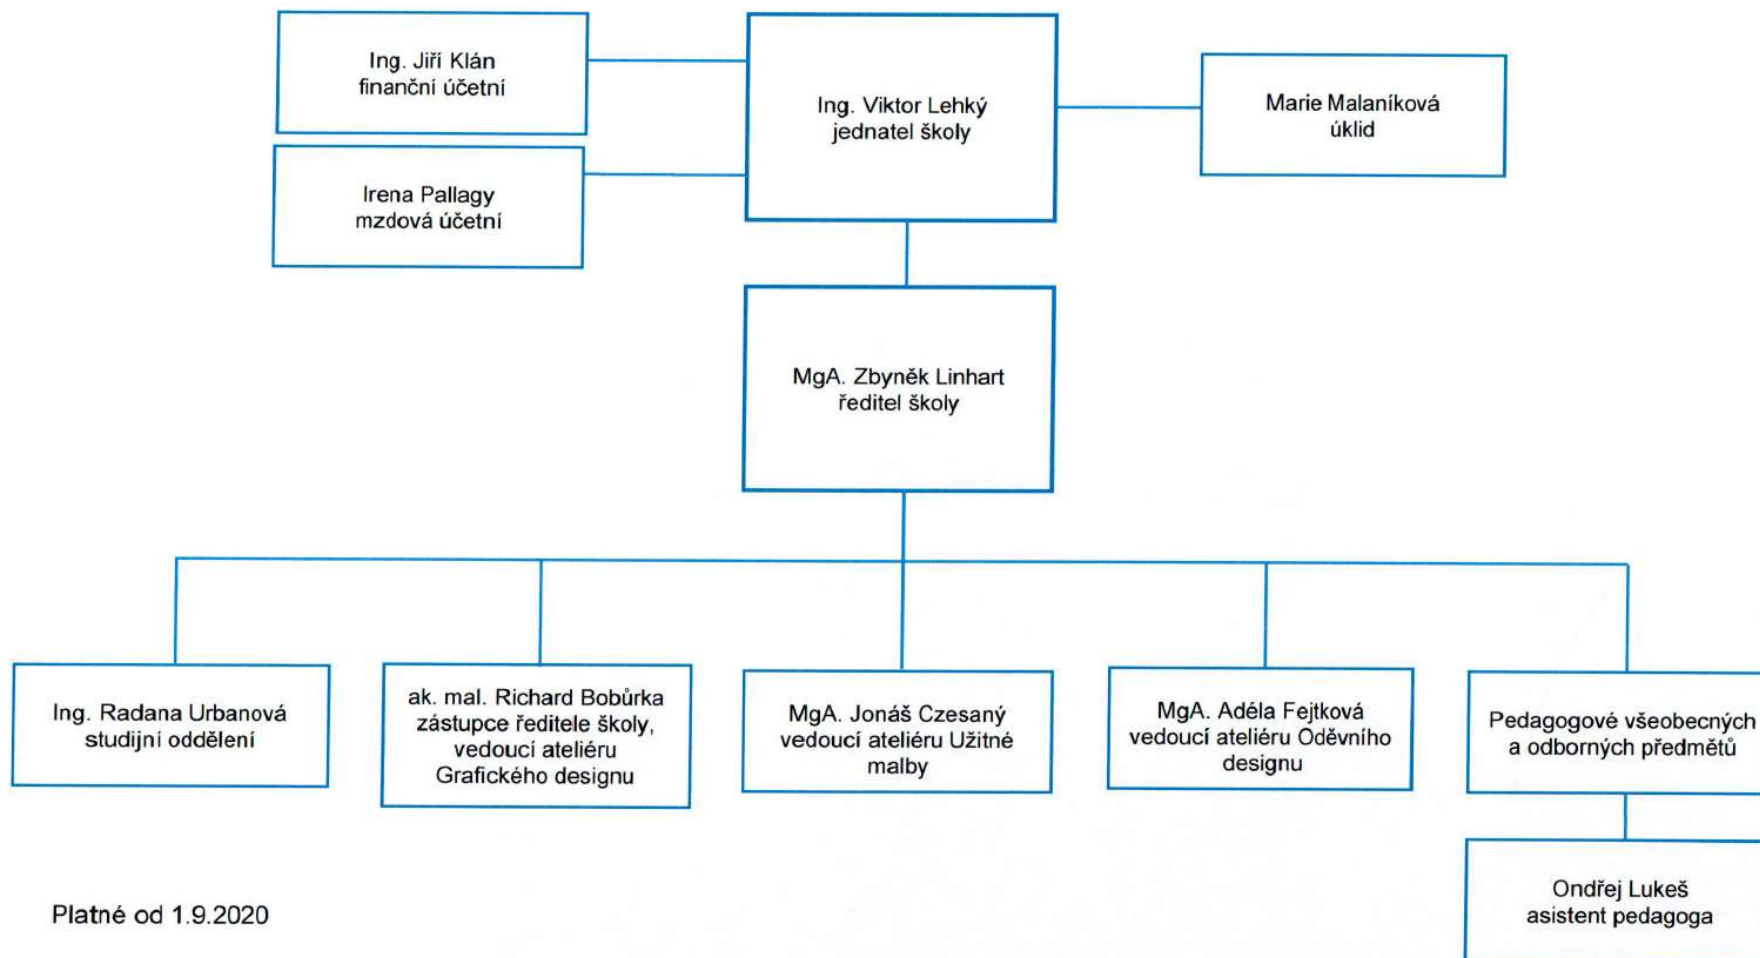 Ing. Jiří Klán
finanční účetní
Ing. Viktor Lehký
jednatel školy
Marie Malaníková
úklid
Irena Pallagy
mzdová účetní
MgA. Zbyněk Linhart
ředitel školy
Ing. Radana Urbanová
studijní oddělení
ak. mal. Richard Bobůrka
zástupce ředitele školy,
vedoucí ateliéru
Grafického designu
MgA. Jonáš Czesaný
vedoucí ateliéru Užitné
malby
MgA. Adéla Fejtková
vedoucí ateliéru Oděvního
designu
Pedagogové všeobecných
a odborných předmětů
Ondřej Lukeš
asistent pedagoga
Platné od 1.9.2020